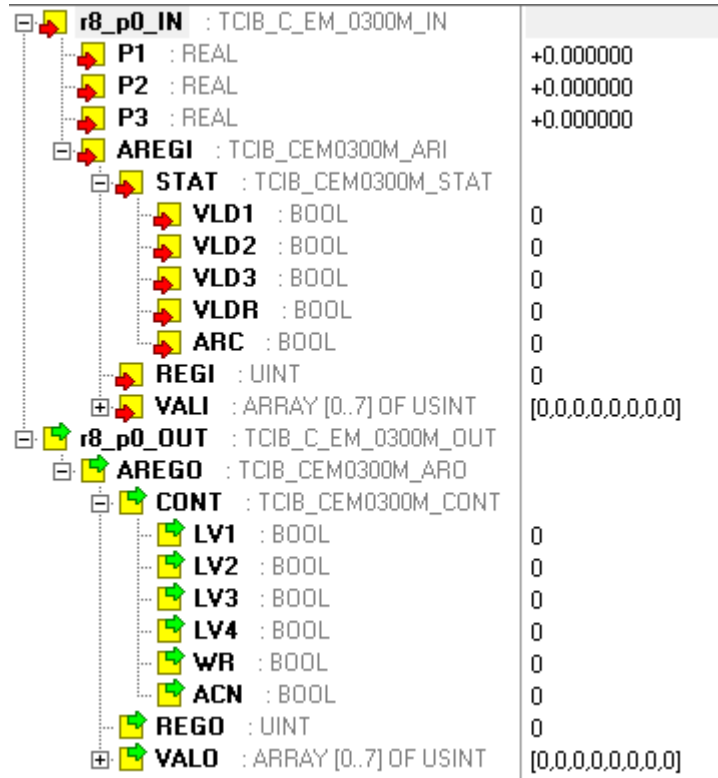 r8_p0_IN : TCIB_C_EM_0300M_IN
P1 : REAL +0.000000
P2 : REAL +0.000000
P3 : REAL +0.000000
AREGI : TCIB_CEM0300M_ARI
STAT : TCIB_CEM0300M_STAT
VLD1 : BOOL 0
VLD2 : BOOL 0
VLD3 : BOOL 0
VLDR : BOOL 0
ARC : BOOL 0
REGI : UINT 0
VALI : ARRAY [0..7] OF USINT [0,0,0,0,0,0,0,0]
r8_p0_OUT : TCIB_C_EM_0300M_OUT
AREGO : TCIB_CEM0300M_ARO
CONT : TCIB_CEM0300M_CONT
LV1 : BOOL 0
LV2 : BOOL 0
LV3 : BOOL 0
LV4 : BOOL 0
WR : BOOL 0
ACN : BOOL 0
REGO : UINT 0
VALO : ARRAY [0..7] OF USINT [0,0,0,0,0,0,0,0]